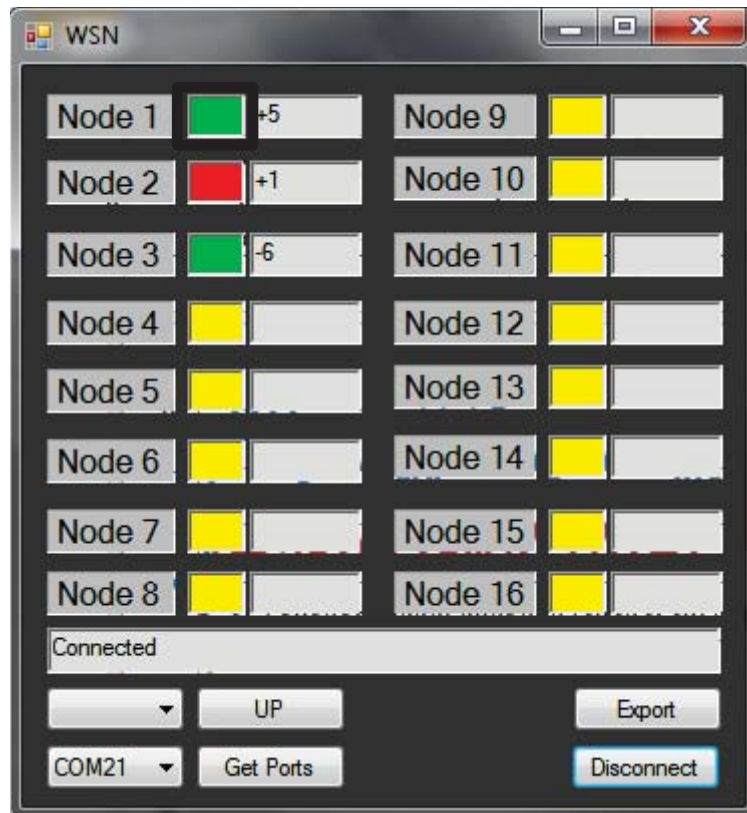 WSN
Node 1 +5 Node 9
Node 2 +1 Node 10
Node 3 -6 Node 11
Node 4 Node 12
Node 5 Node 13
Node 6 Node 14
Node 7 Node 15
Node 8 Node 16
Connected
UP Export
COM21 Get Ports Disconnect